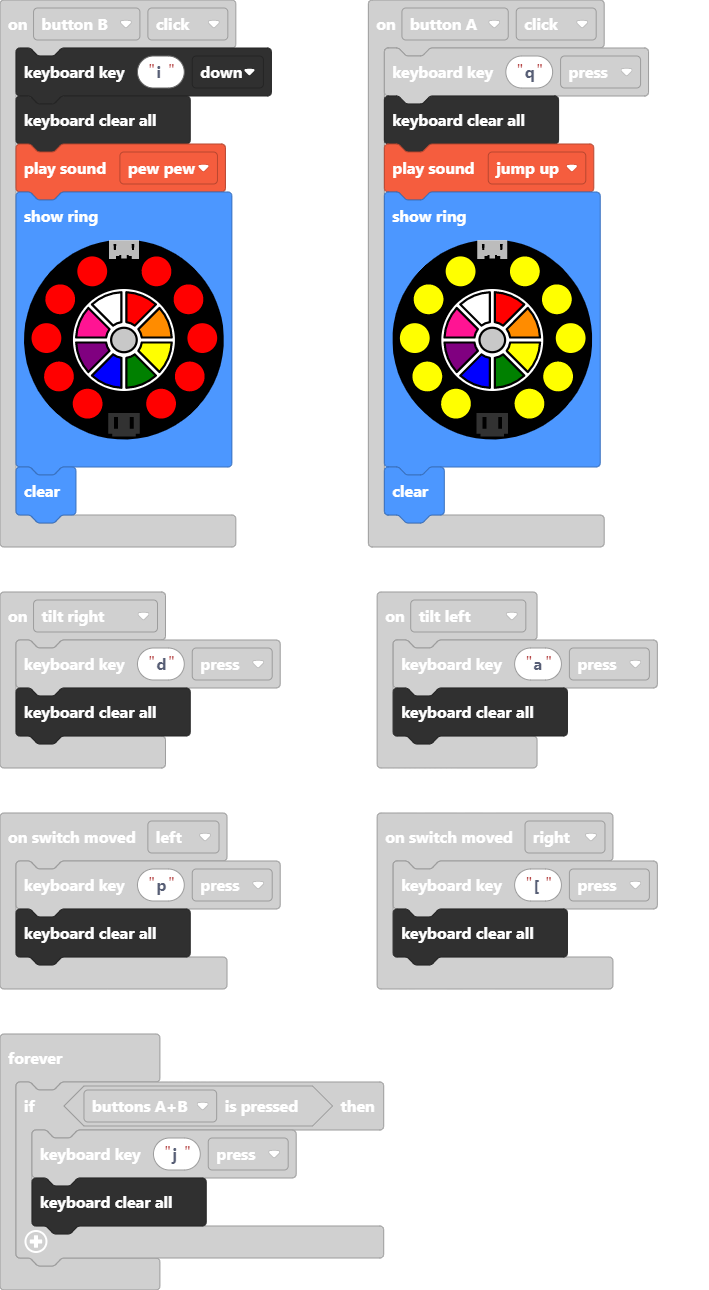 on button B click
keyboard key "i " down
keyboard clear all
play sound pew pew
show ring
clear
on button A click
keyboard key "q" press
keyboard clear all
play sound jump up
show ring
clear
on tilt right
keyboard key "d" press
keyboard clear all
on tilt left
keyboard key "a" press
keyboard clear all
on switch moved left
keyboard key "p" press
keyboard clear all
on switch moved right
keyboard key "[ " press
keyboard clear all
forever
if buttons A+B is pressed then
keyboard key "j " press
keyboard clear all